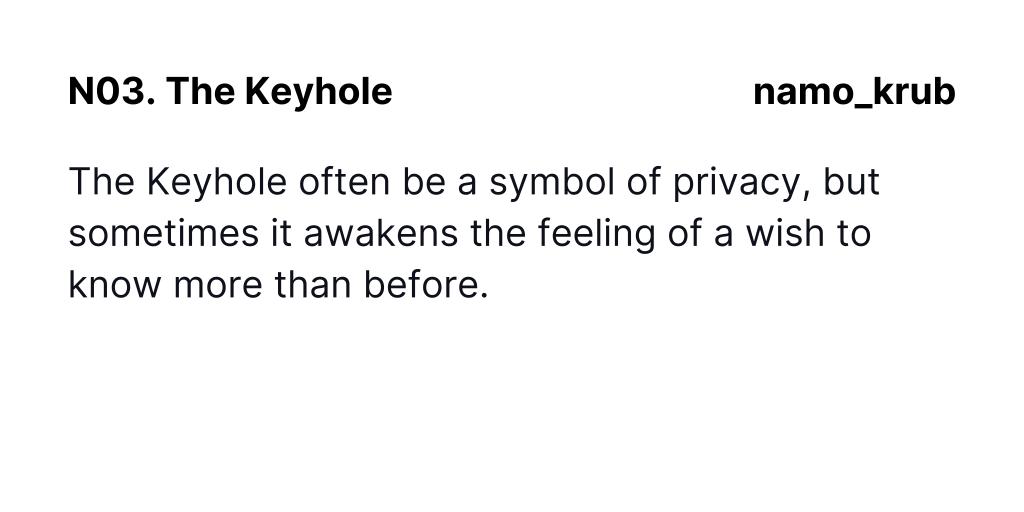 N03. The Keyhole namo_krub
The Keyhole often be a symbol of privacy, but
sometimes it awakens the feeling of a wish to
know more than before.